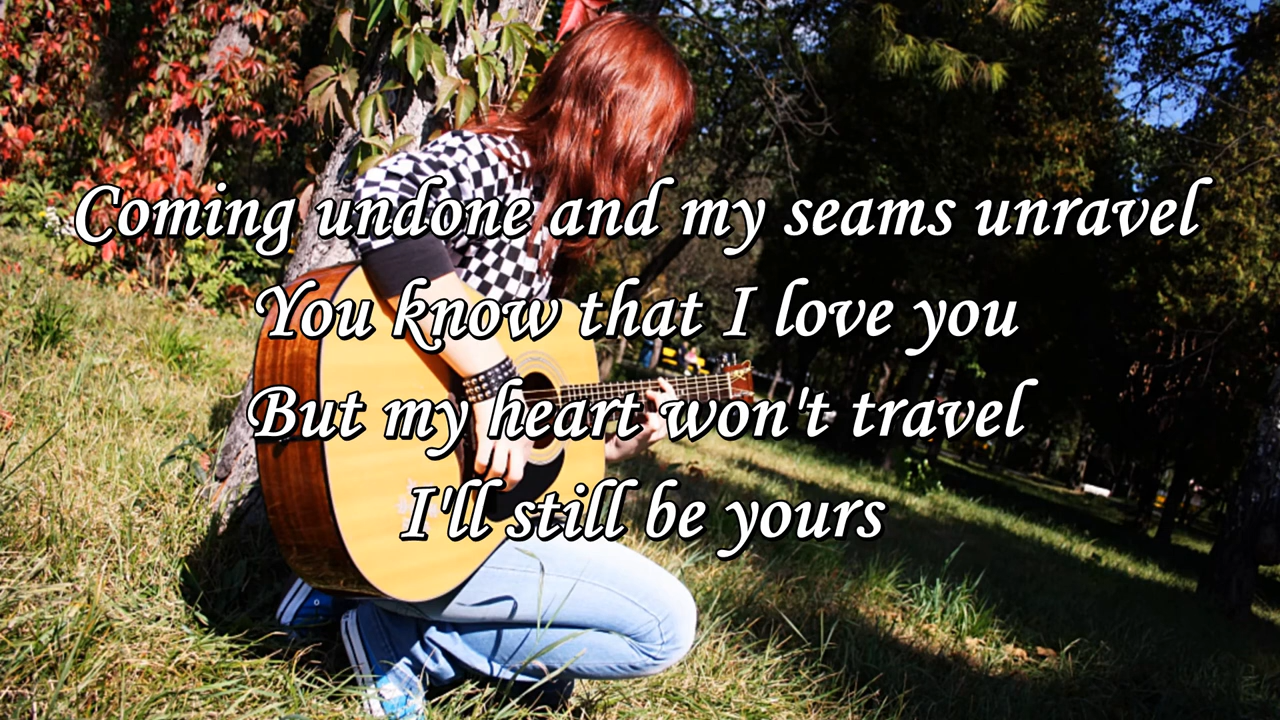 Coming undone and my seams unravel
You know that I love you
But my heart won't travel
I'll still be yours